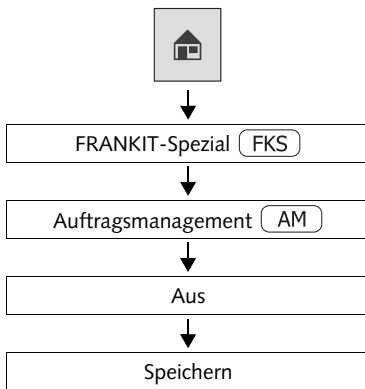 FRANKIT-Spezial FKS
Auftragsmanagement AM
Aus
Speichern